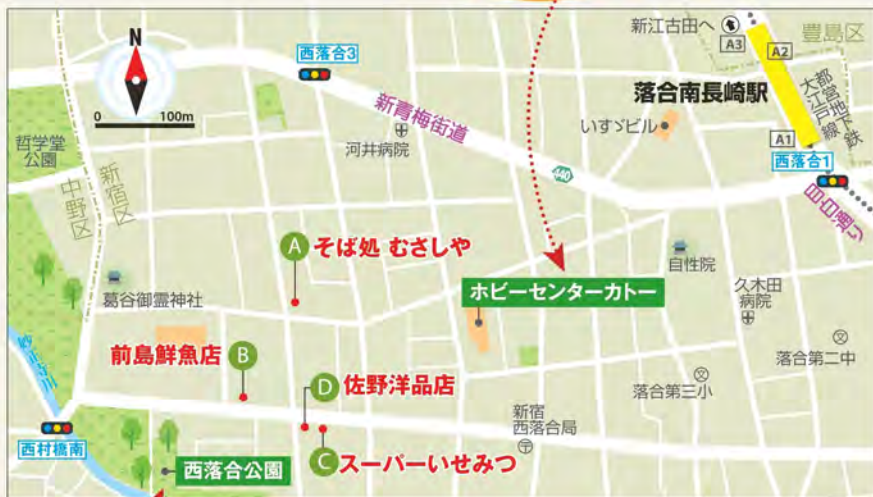 新江古田へ
A3
A2
豊島区
N
西落合3
0
100m
落合南長崎駅
都営地下鉄
大江戸線
新青梅街道
いすゞビル
A1
西落合1
河井病院
哲学堂
公園
新宿区
中野区
440
目白通り
A そば処 むさしや
自性院
ホビーセンターカトー
久木田
病院
葛谷御霊神社
妙正寺川
前島鮮魚店 B
D 佐野洋品店
落合第二中
落合第三小
新宿
西落合局
西村橋南
西落合公園
C スーパーいせみつ